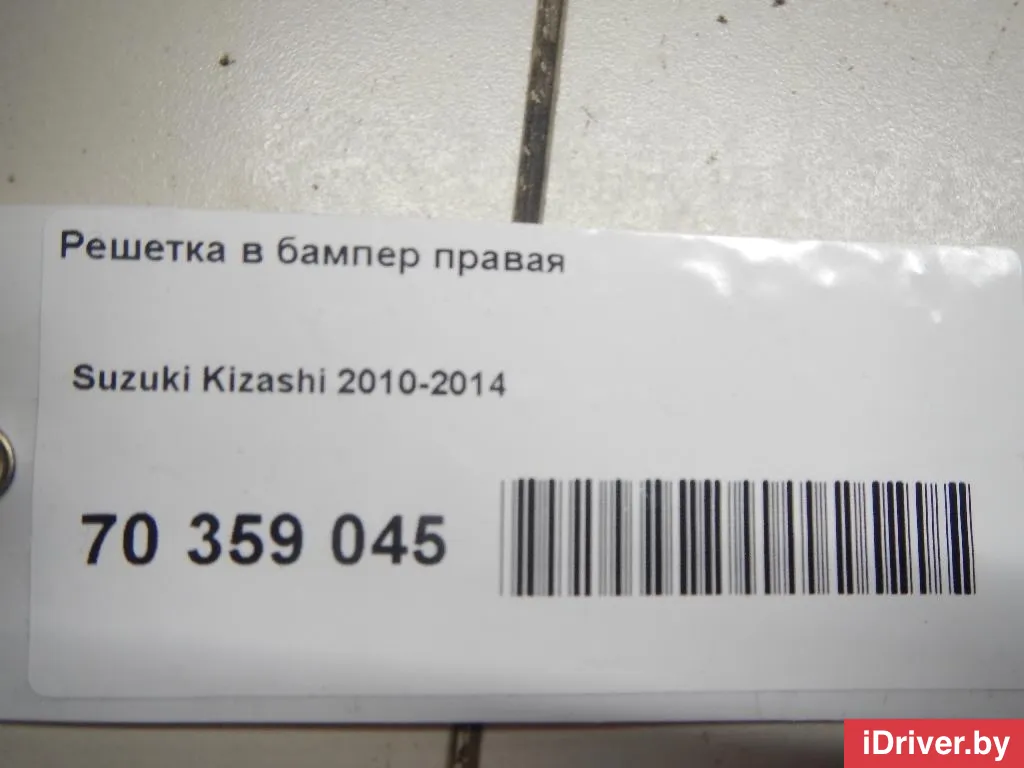 Решетка в бампер правая
Suzuki Kizashi 2010-2014
70 359 045
iDriver.by